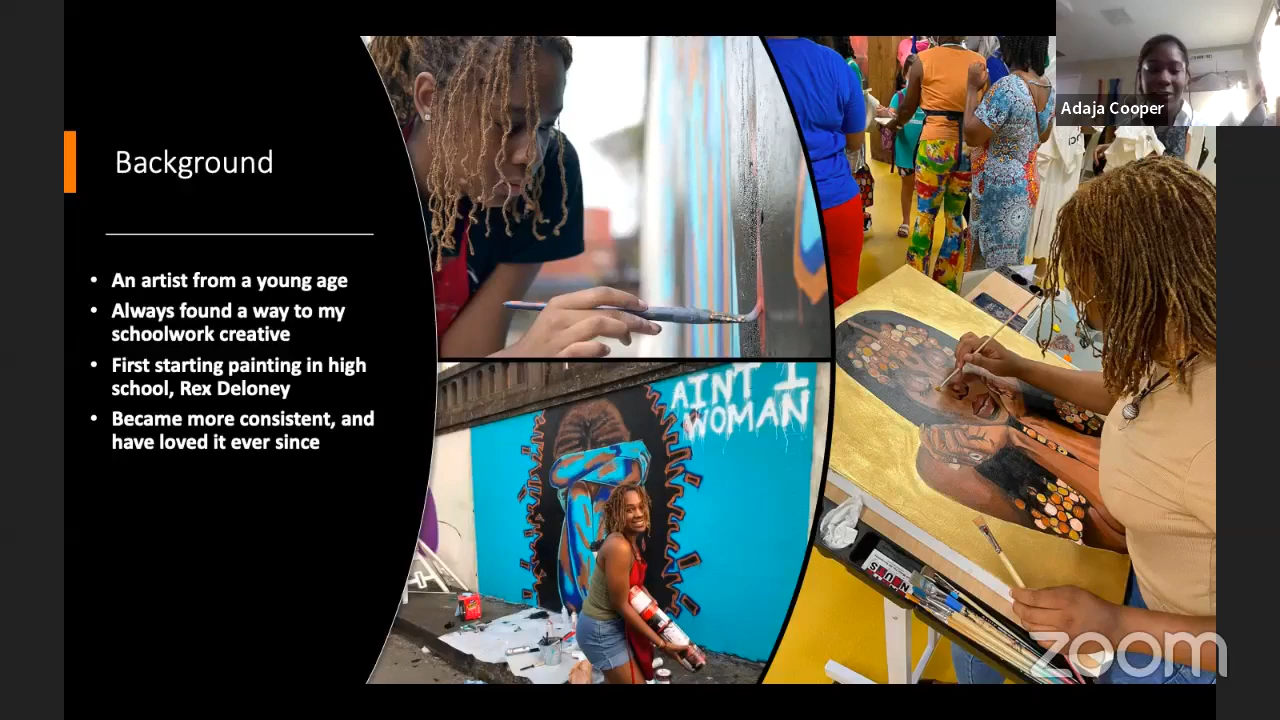 Adaja Cooper
Background
• An artist from a young age
• Always found a way to my
schoolwork creative
• First starting painting in high
school, Rex Deloney
• Became more consistent, and
have loved it ever since
AINT I
WOMAN
zoom